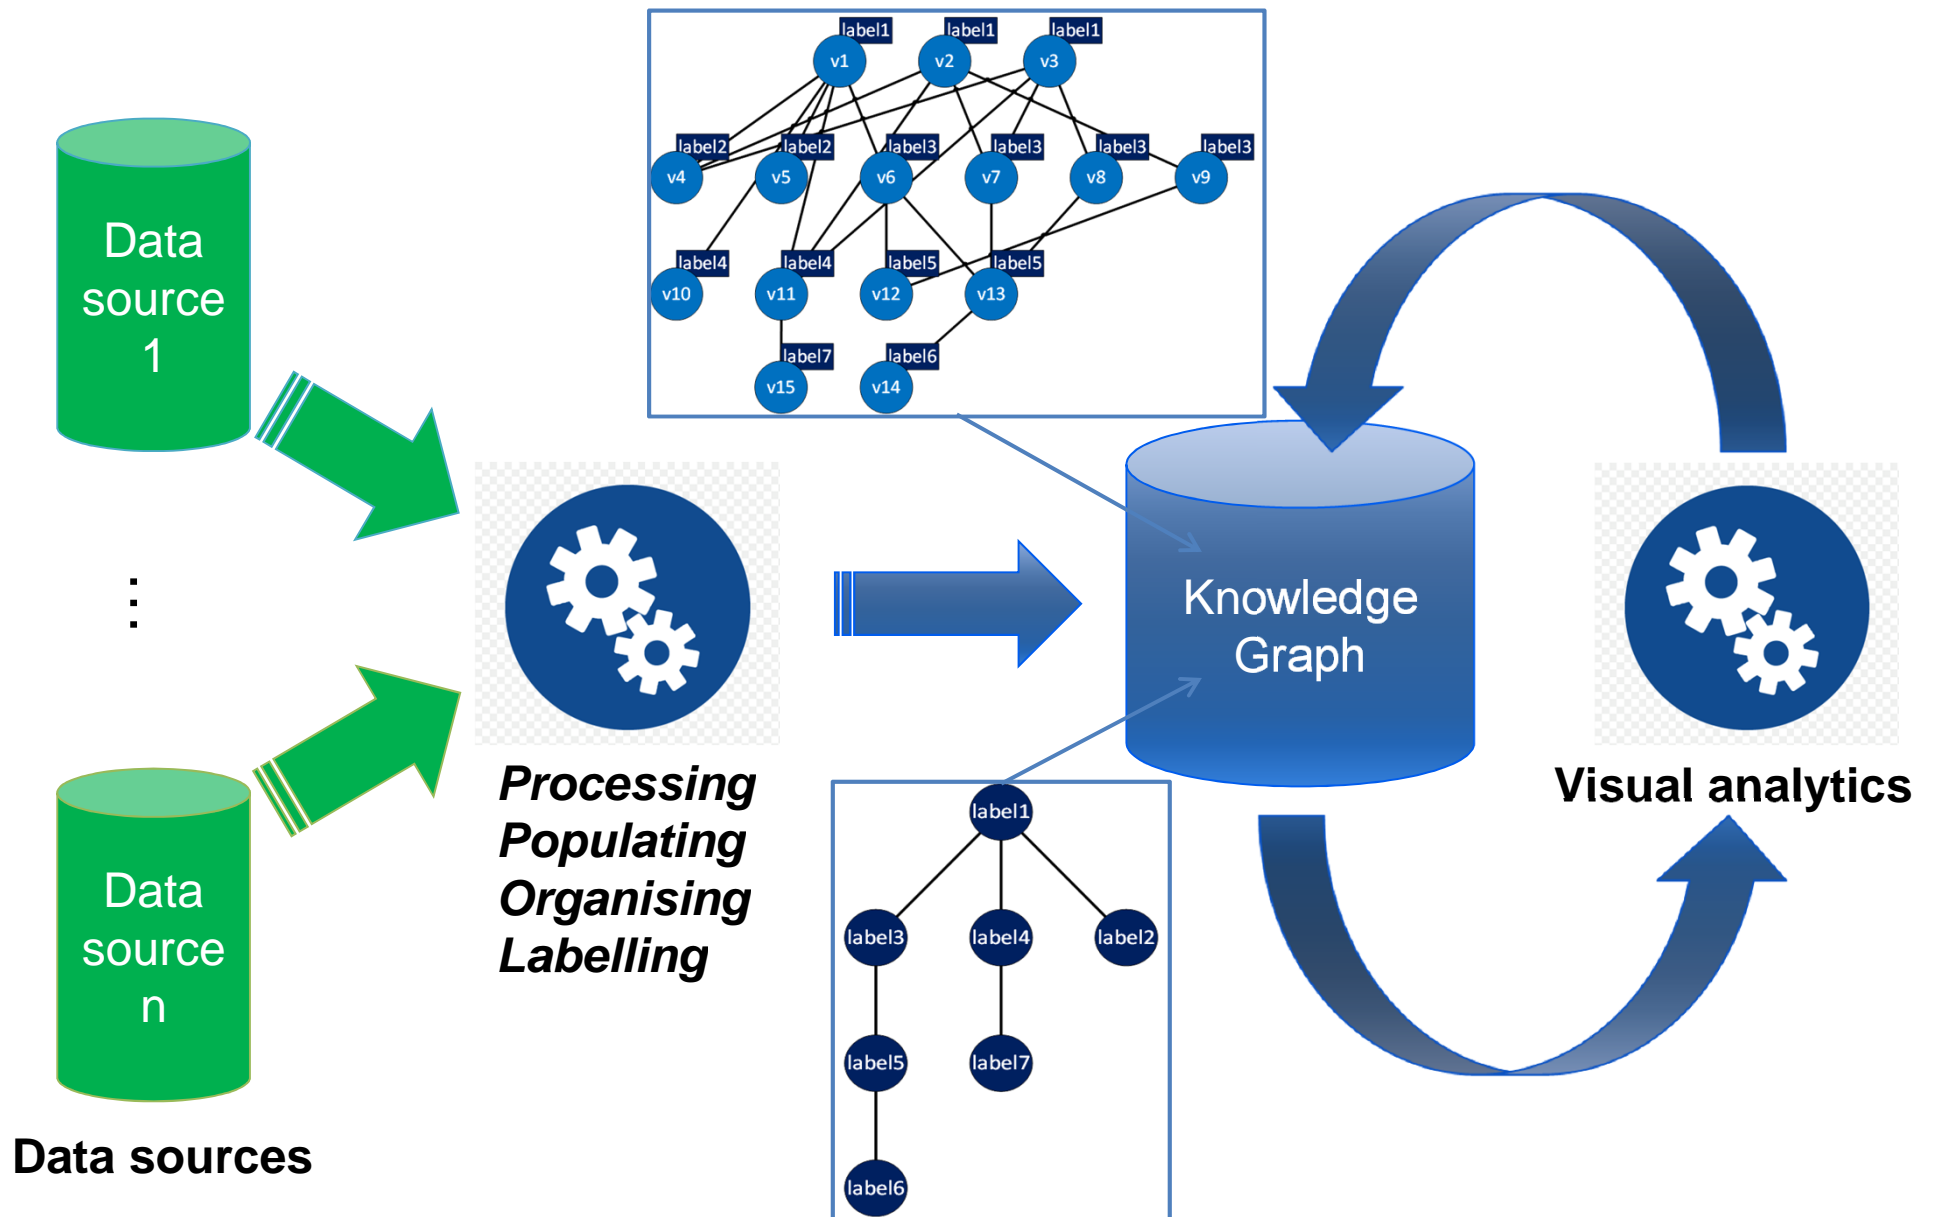 label1
label1
label1
v1
v2
v3
label2
label2
label3
label3
label3
label3
v4
v5
v6
v7
v8
v9
label4
label4
label5
label5
v10
v11
v12
v13
label7
label6
v15
v14
Data
source
1
⋮
Data
source
n
Data sources
Processing
Populating
Organising
Labelling
Knowledge
Graph
Visual analytics
label1
label3
label4
label2
label5
label7
label6